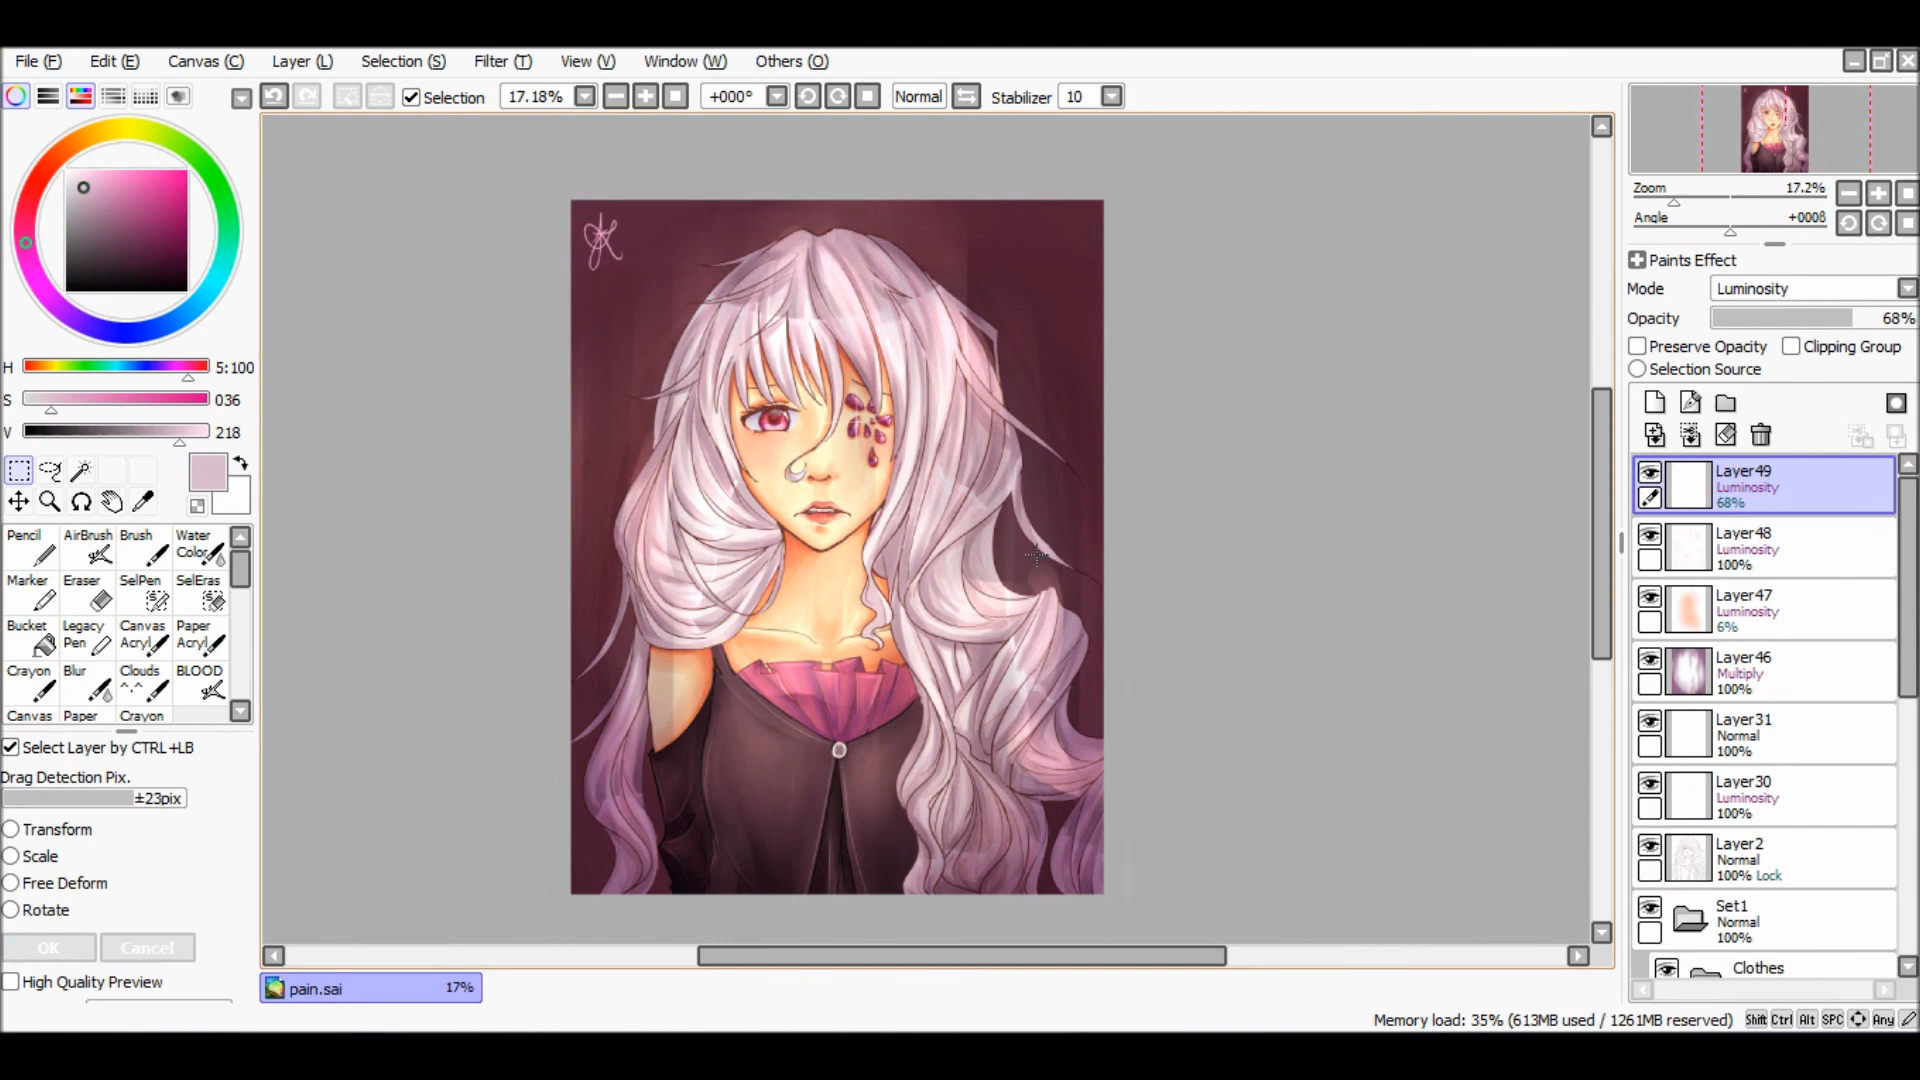 File (F) Edit (E) Canvas (C) Layer (L) Selection (S) Filter (T) View (V) Window (W) Others (O)
Selection 17.18% +000° Normal Stabilizer 10
Zoom 17.2%
Angle +000
Paints Effect
Mode Luminosity
Opacity 68%
Preserve Opacity Clipping Group
Selection Source
H 5:100
S 036
V 218
Pencil AirBrush Brush Water Color
Marker Eraser SelPen SelEras
Bucket Legacy Pen Canvas Acryl Paper Acryl
Crayon Blur Clouds BLOOD
Canvas Paper Crayon
Select Layer by CTRL+LB
Drag Detection Pix.
±23pix
Transform
Scale
Free Deform
Rotate
OK Cancel
High Quality Preview
Layer49
Luminosity
68%
Layer48
Luminosity
100%
Layer47
Luminosity
6%
Layer46
Multiply
100%
Layer31
Normal
100%
Layer30
Luminosity
100%
Layer2
Normal
100% Lock
Set1
Normal
100%
Clothes
pain.sai 17%
Memory load: 35% (613MB used / 1261MB reserved) Shift Ctrl Alt SPC Any